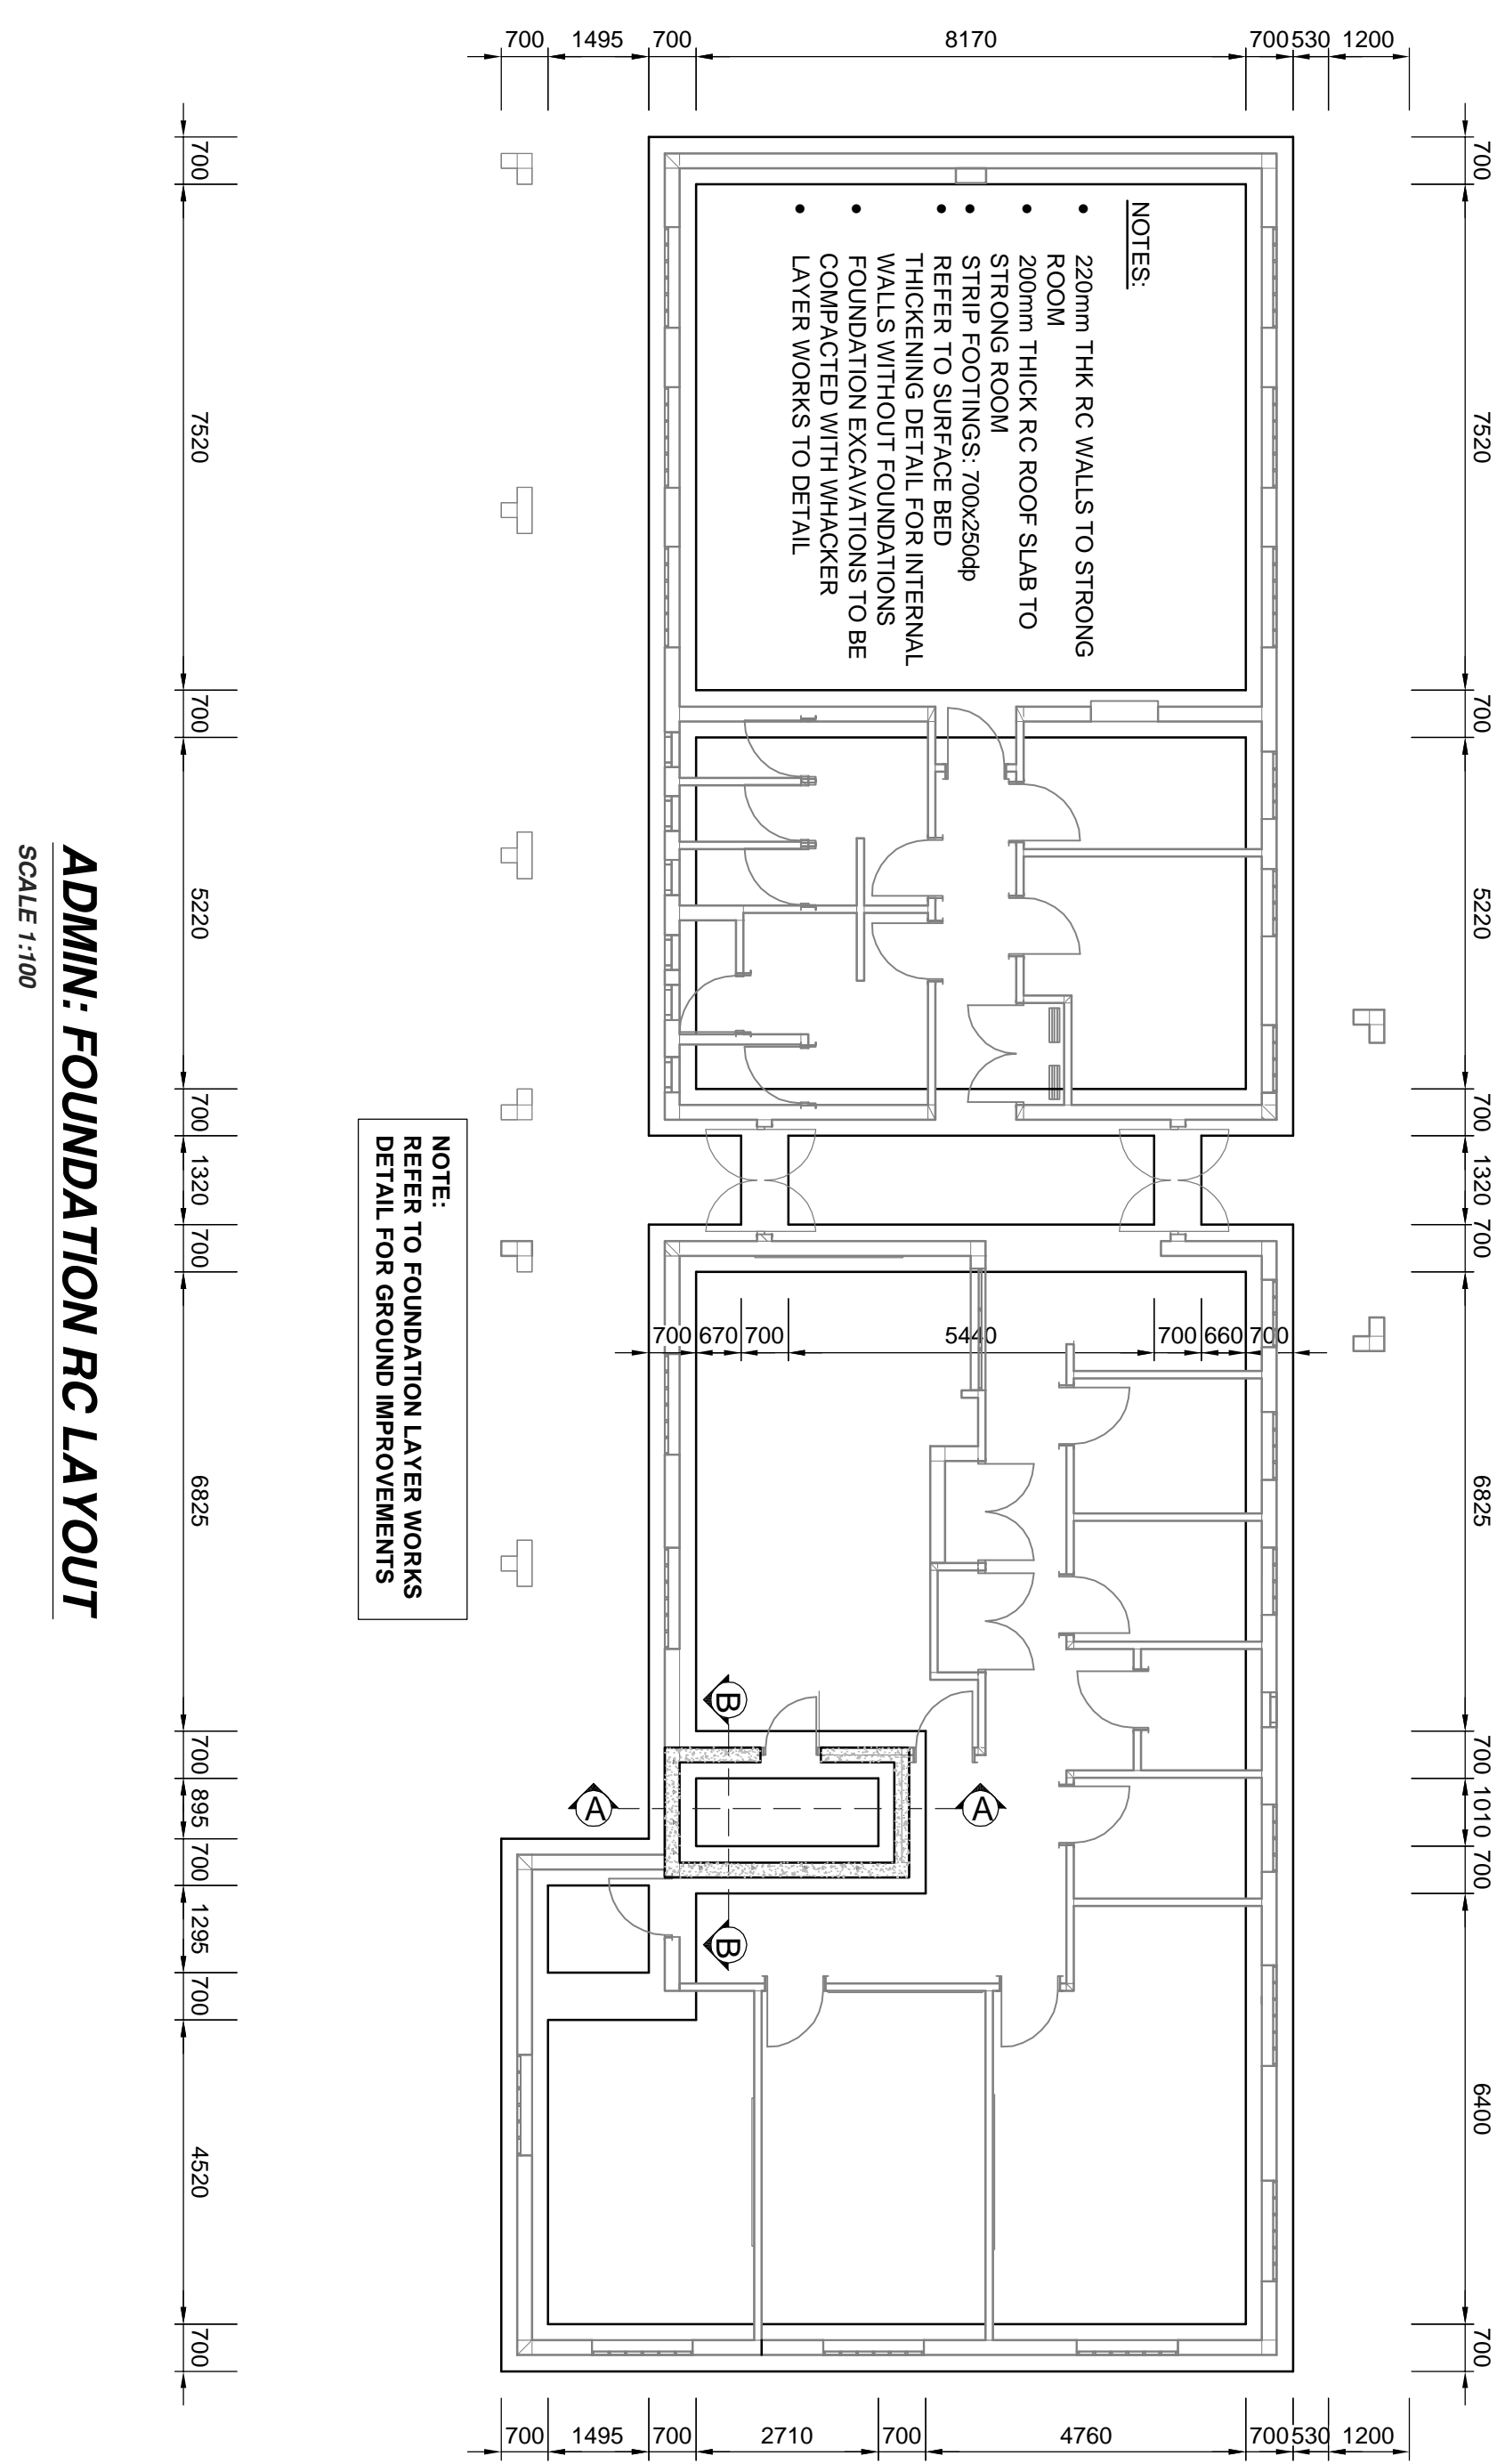 700 1495 700 8170 700 530 1200
700
7520
700
5220
700
1320
700
6825
700
1010
700
6400
700
NOTES:
• 220mm THK RC WALLS TO STRONG
ROOM
• 200mm THICK RC ROOF SLAB TO
STRONG ROOM
• STRIP FOOTINGS: 700x250dp
• REFER TO SURFACE BED
THICKENING DETAIL FOR INTERNAL
WALLS WITHOUT FOUNDATIONS
• FOUNDATION EXCAVATIONS TO BE
COMPACTED WITH WHACKER
• LAYER WORKS TO DETAIL
700 670 700 5440 700 660 700
B
A
A
B
NOTE:
REFER TO FOUNDATION LAYER WORKS
DETAIL FOR GROUND IMPROVEMENTS
700
7520
700
5220
700
1320
700
6825
700
895
700
1295
700
4520
700
700 1495 700 2710 700 4760 700 530 1200
ADMIN: FOUNDATION RC LAYOUT
SCALE 1:100